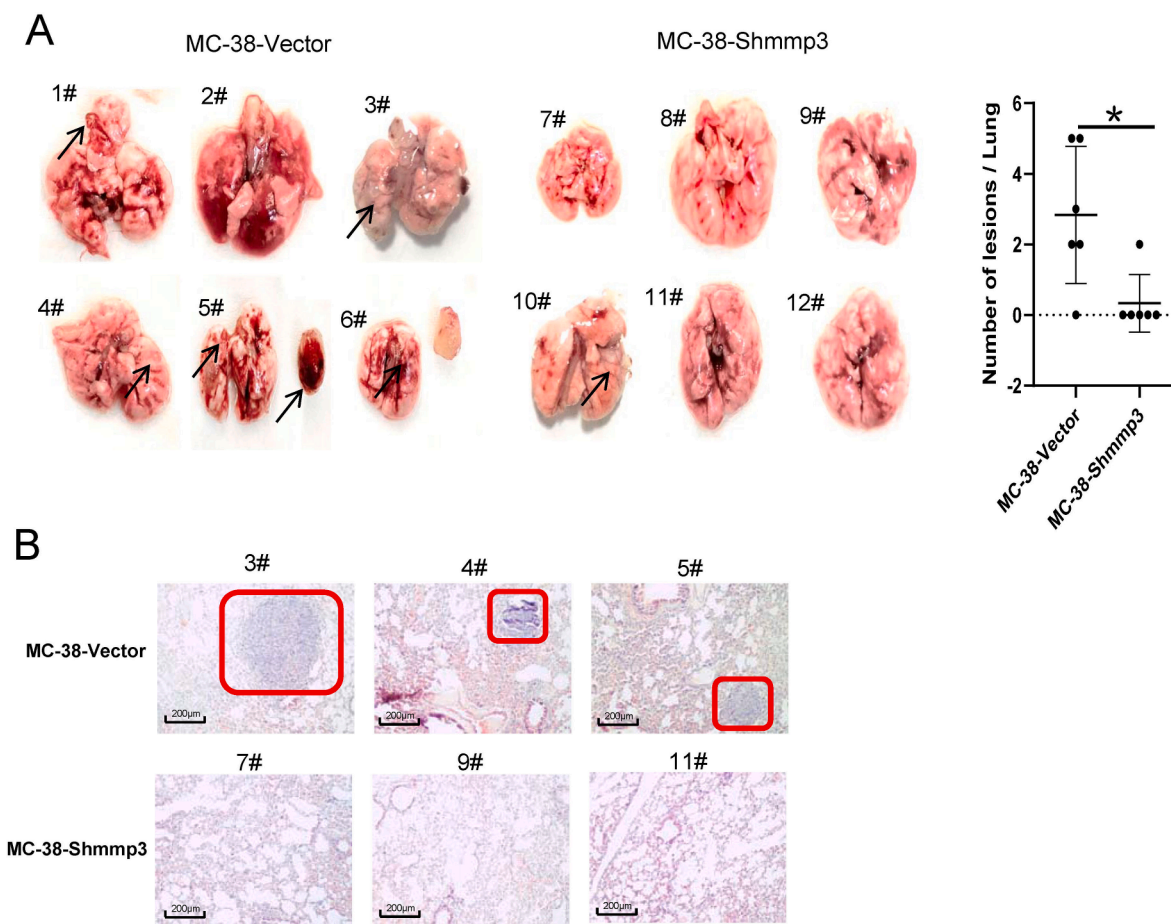 A
MC-38-Vector
MC-38-Shmmp3
1#
2#
3#
7#
8#
9#
4#
5#
6#
10#
11#
12#
Number of lesions / Lung
6
4
2
0
-2
*
MC-38-Vector
MC-38-Shmmp3
B
3#
4#
5#
MC-38-Vector
200μm
200μm
200μm
7#
9#
11#
MC-38-Shmmp3
200μm
200μm
200μm